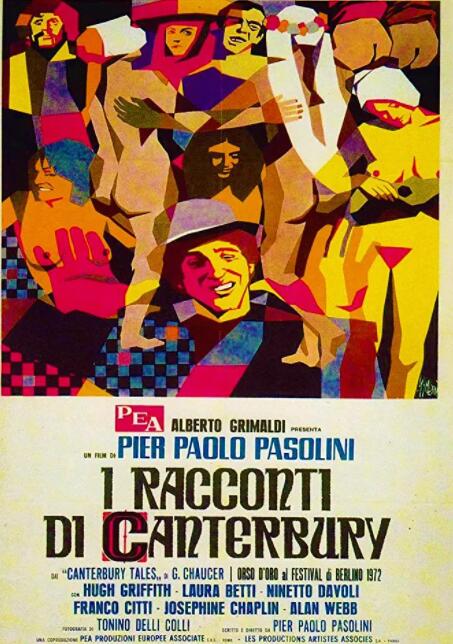 PEA ALBERTO GRIMALDI PRESENTA
UN FILM DI PIER PAOLO PASOLINI
I RACCONTI
DI CANTERBURY
DAI "CANTERBURY TALES" DI G. CHAUCER | ORSO D'ORO al FESTIVAL di BERLINO 1972
CON HUGH GRIFFITH - LAURA BETTI - NINETTO DAVOLI
FRANCO CITTI - JOSEPHINE CHAPLIN - ALAN WEBB
FOTOGRAFIA DI TONINO DELLI COLLI SCRITTO E DIRETTO DA PIER PAOLO PASOLINI
UNA COPRODUZIONE PEA PRODUZIONI EUROPEE ASSOCIATE ROMA - LES PRODUCTIONS ARTISTES ASSOCIES